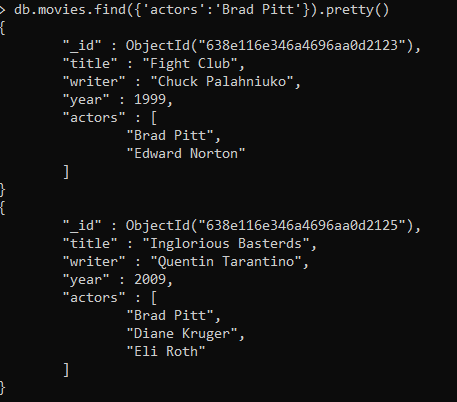 > db.movies.find({'actors':'Brad Pitt'}).pretty()
{
        "_id" : ObjectId("638e116e346a4696aa0d2123"),
        "title" : "Fight Club",
        "writer" : "Chuck Palahniuko",
        "year" : 1999,
        "actors" : [
                "Brad Pitt",
                "Edward Norton"
        ]
}
{
        "_id" : ObjectId("638e116e346a4696aa0d2125"),
        "title" : "Inglorious Basterds",
        "writer" : "Quentin Tarantino",
        "year" : 2009,
        "actors" : [
                "Brad Pitt",
                "Diane Kruger",
                "Eli Roth"
        ]
}